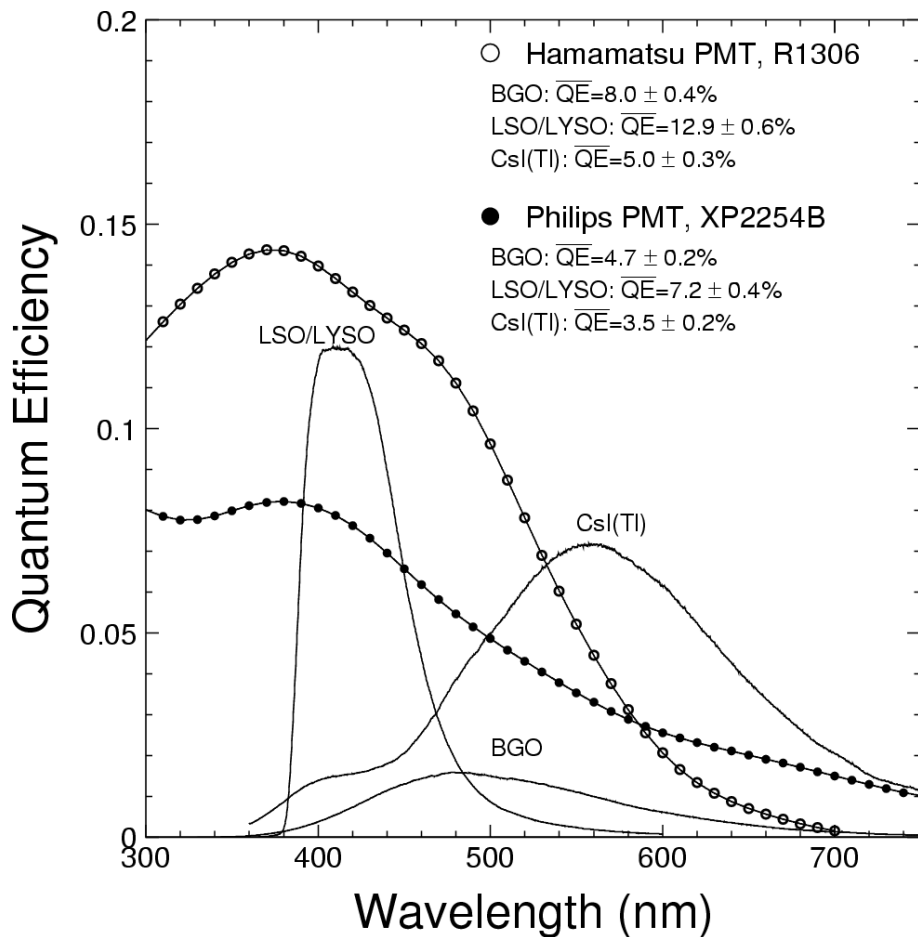 0.2
○ Hamamatsu PMT, R1306
BGO: QE=8.0 ± 0.4%
LSO/LYSO: QE=12.9 ± 0.6%
CsI(Tl): QE=5.0 ± 0.3%
● Philips PMT, XP2254B
BGO: QE=4.7 ± 0.2%
LSO/LYSO: QE=7.2 ± 0.4%
CsI(Tl): QE=3.5 ± 0.2%
0.15
LSO/LYSO
0.1
CsI(Tl)
0.05
BGO
0
Quantum Efficiency
300 400 500 600 700
Wavelength (nm)